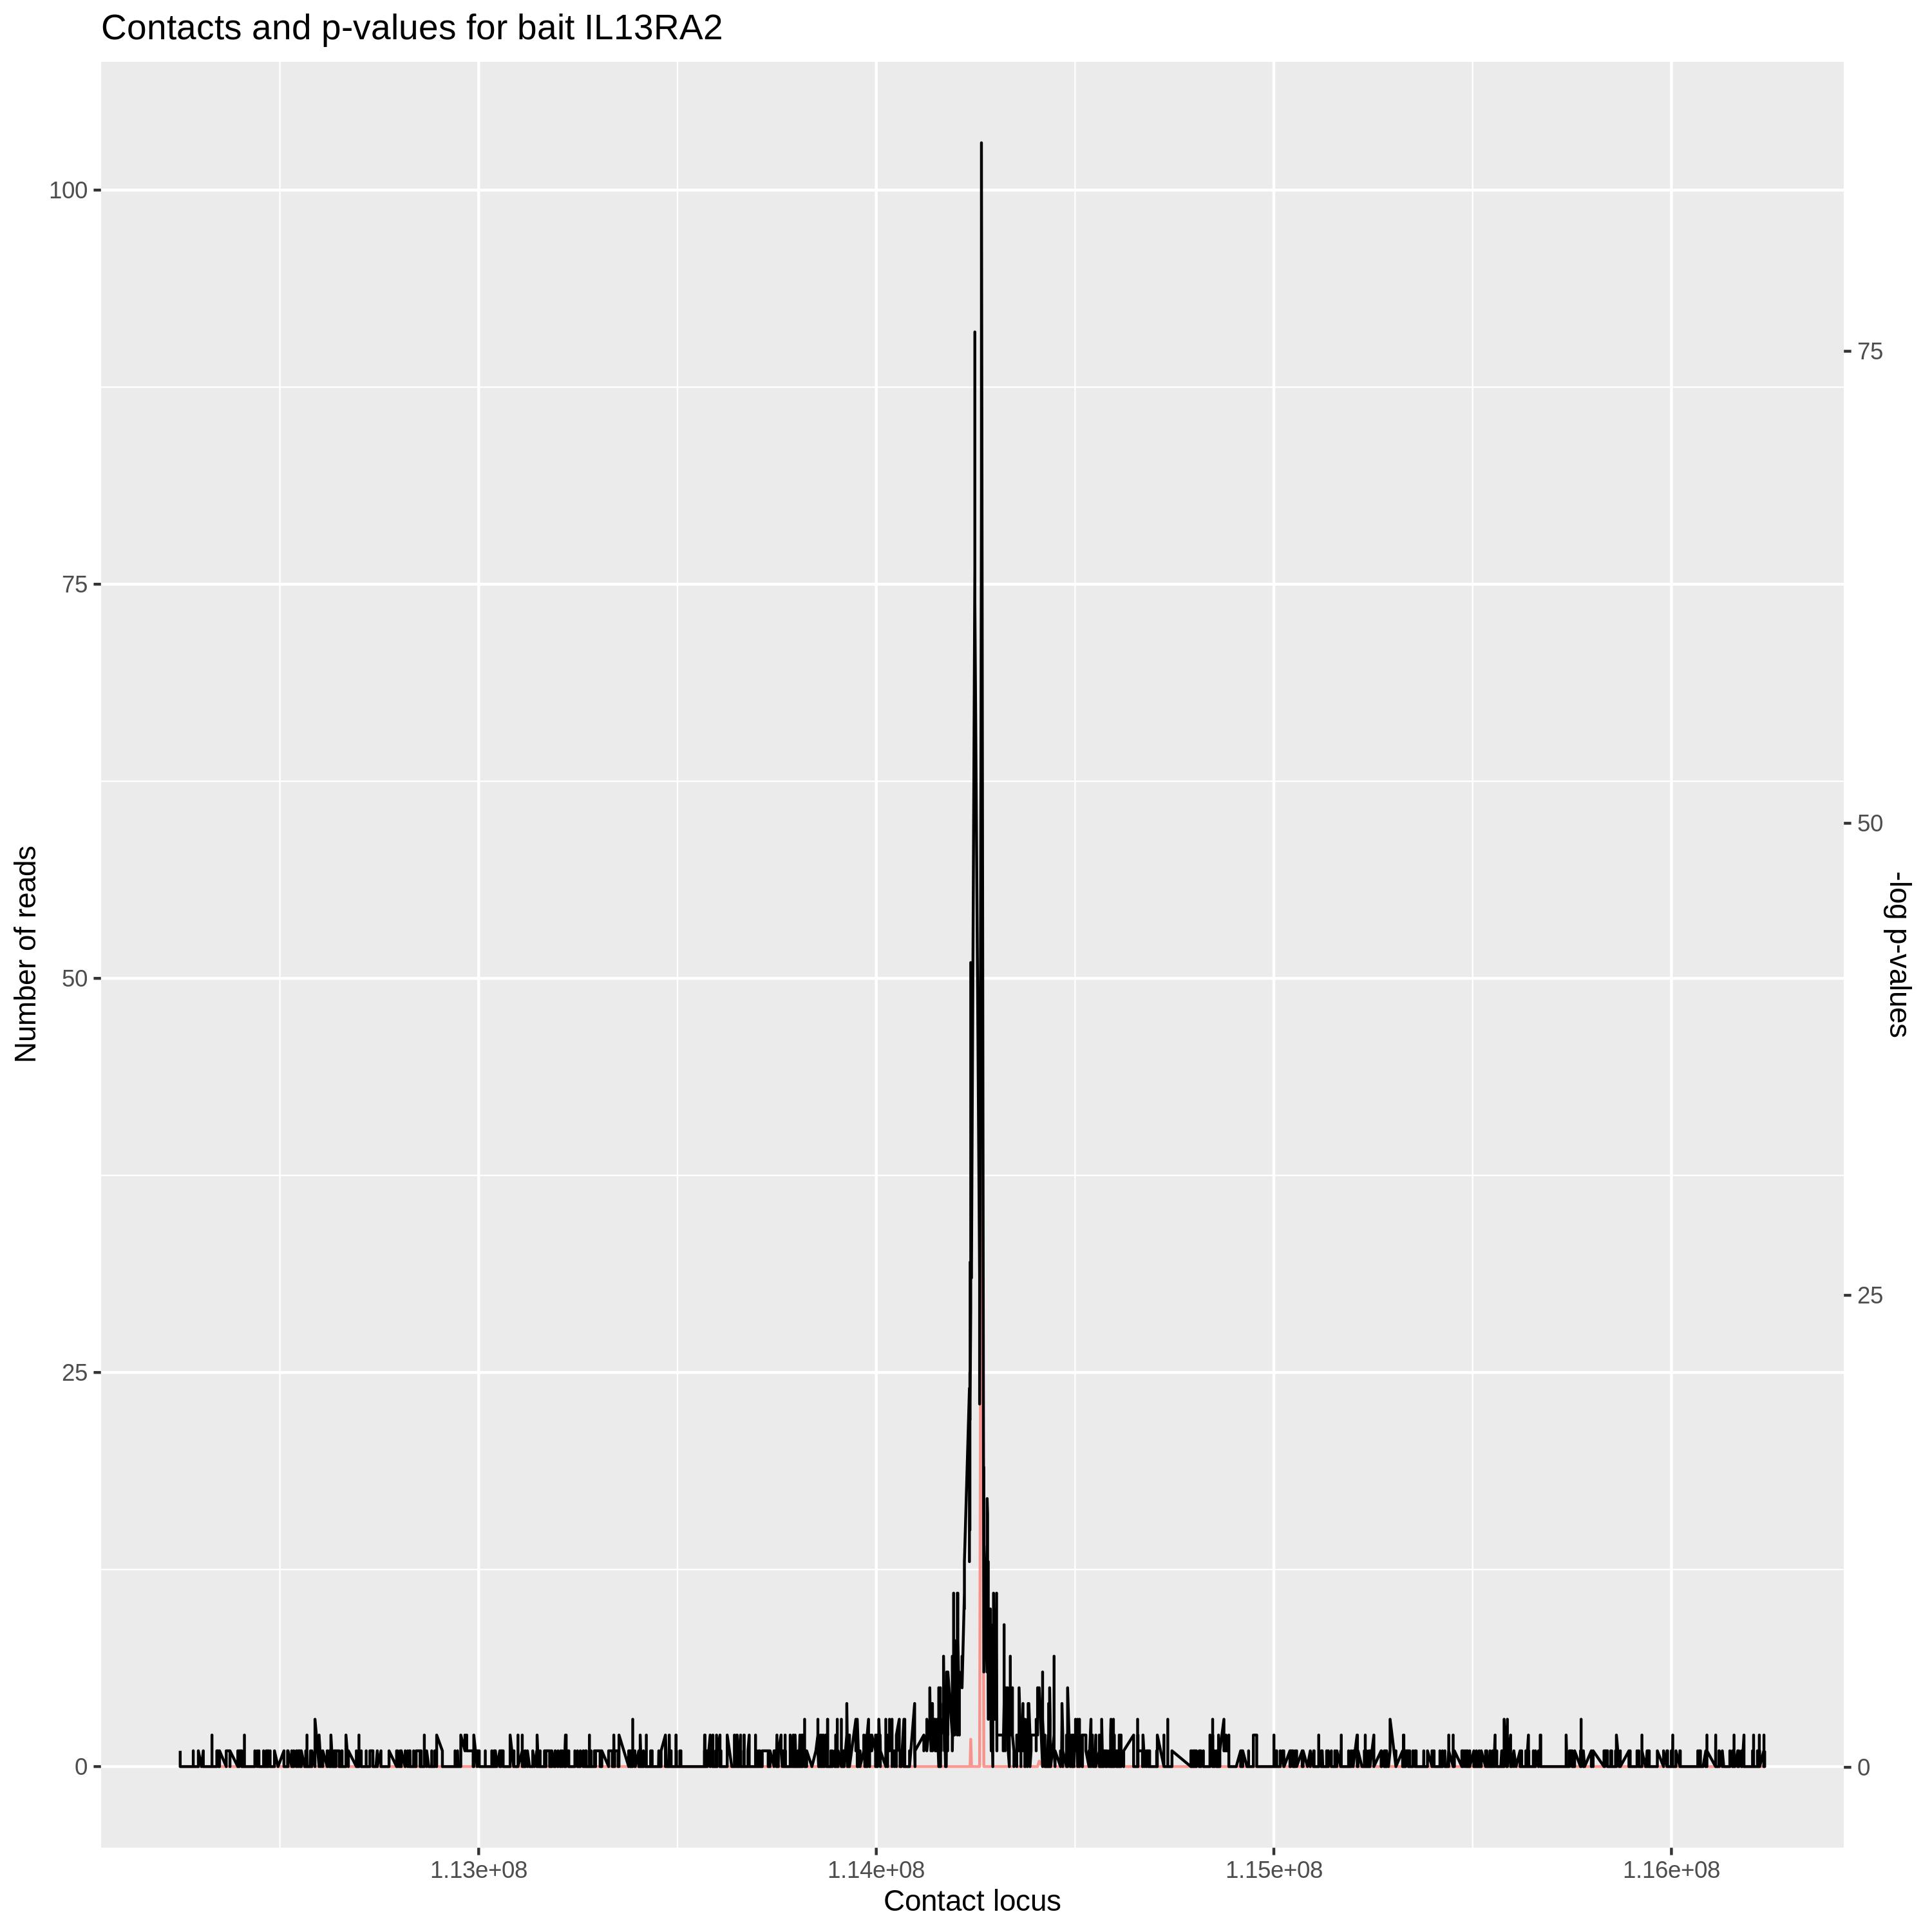 Contacts and p-values for bait IL13RA2
Number of reads
100
75
50
25
0
75
50
25
0
-log p-values
1.13e+08
1.14e+08
1.15e+08
1.16e+08
Contact locus